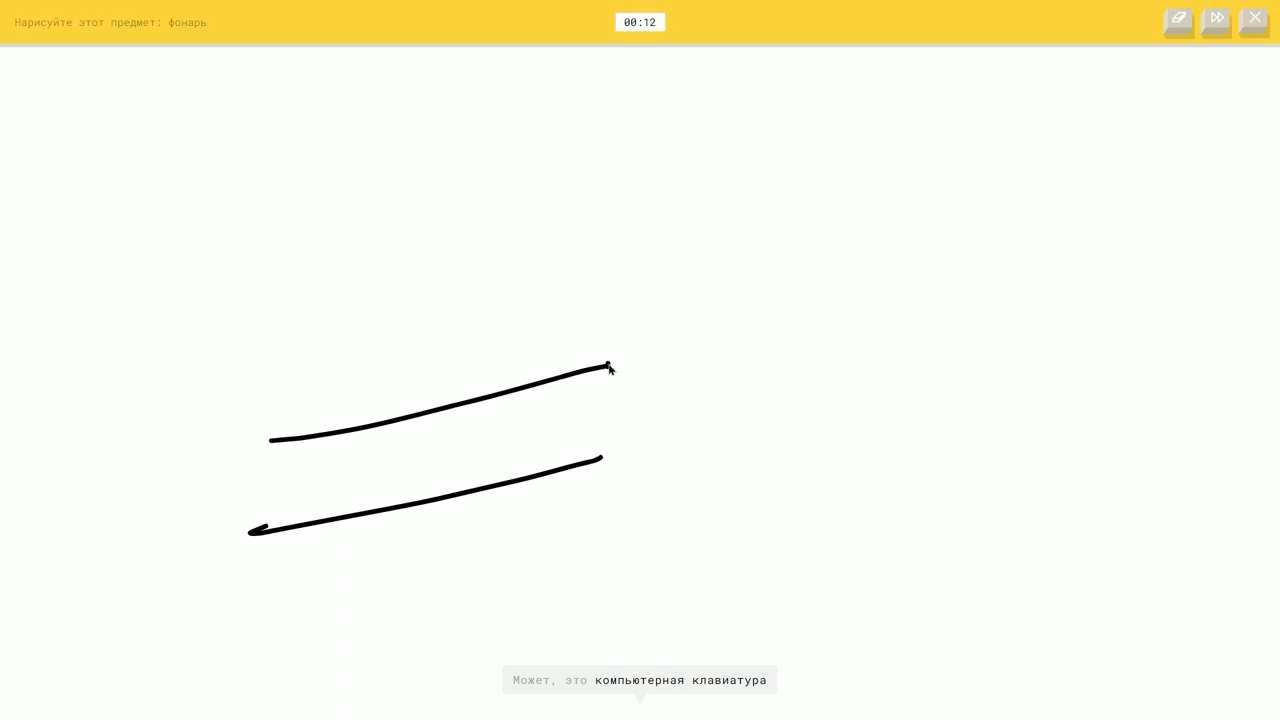 Нарисуйте этот предмет: фонарь
00:12
Может, это компьютерная клавиатура